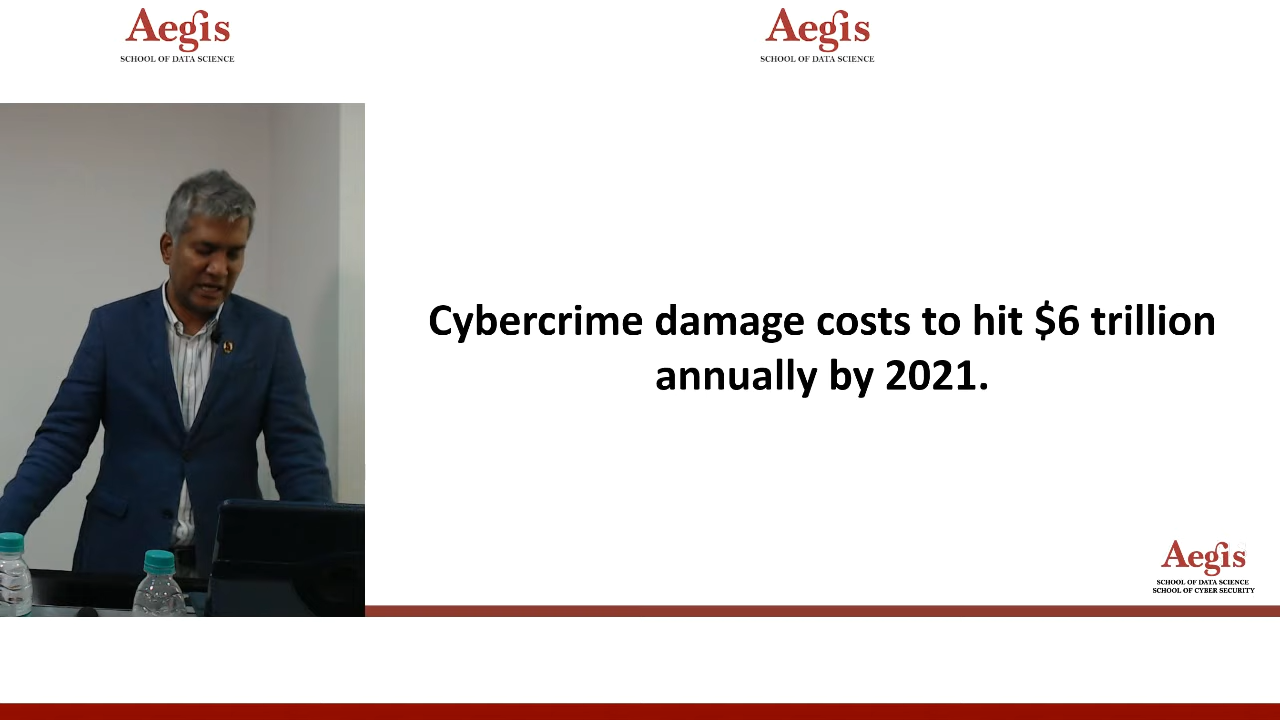 Aegis
SCHOOL OF DATA SCIENCE
Aegis
SCHOOL OF DATA SCIENCE
Cybercrime damage costs to hit $6 trillion
annually by 2021.
Aegis
SCHOOL OF DATA SCIENCE
SCHOOL OF CYBER SECURITY